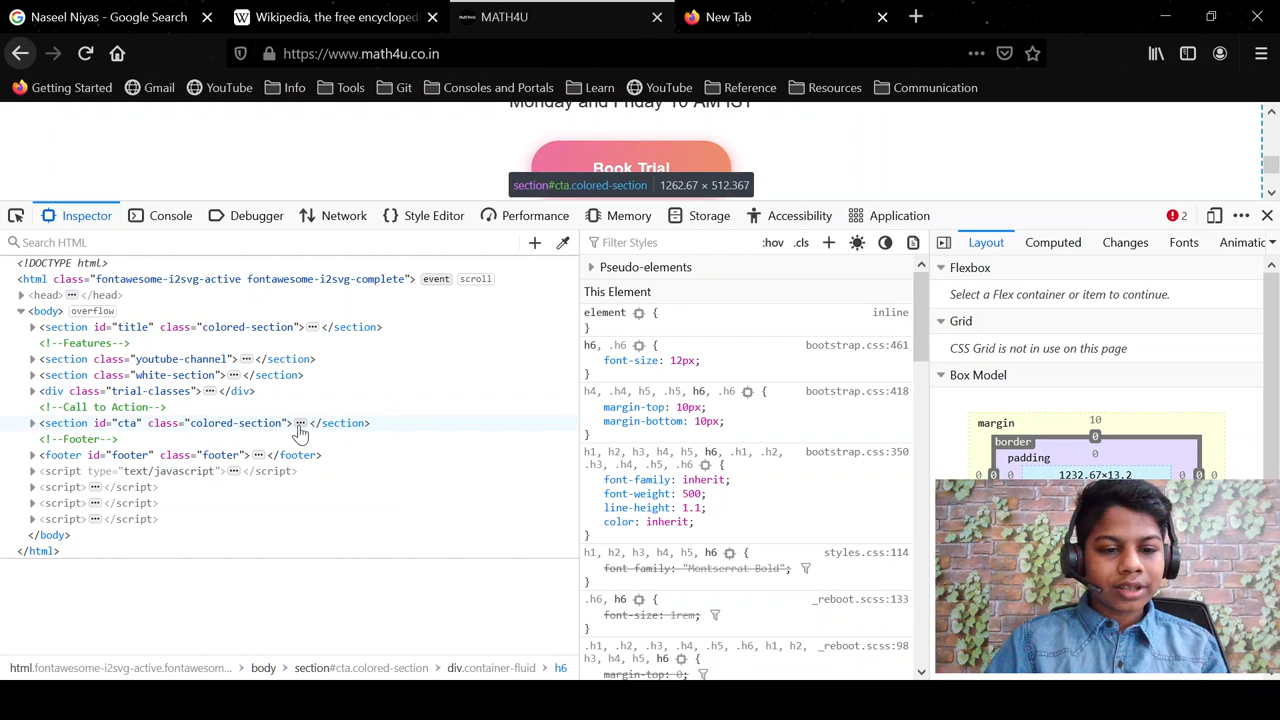 Naseel Niyas - Google Search
Wikipedia, the free encyclopedi
MATH4U
New Tab
https://www.math4u.co.in
Getting Started
Gmail
YouTube
Info
Tools
Git
Consoles and Portals
Learn
YouTube
Reference
Resources
Communication
Monday and Friday 10 AM IST
Book Trial
section#cta.colored-section 1262.67 × 512.367
Inspector
Console
Debugger
Network
Style Editor
Performance
Memory
Storage
Accessibility
Application
2
Search HTML
<!DOCTYPE html>
<html class="fontawesome-i2svg-active fontawesome-i2svg-complete"> event scroll
<head> ••• </head>
<body> overflow
<section id="title" class="colored-section"> ••• </section>
<!--Features-->
<section class="youtube-channel"> ••• </section>
<section class="white-section"> ••• </section>
<div class="trial-classes"> ••• </div>
<!--Call to Action-->
<section id="cta" class="colored-section"> ••• </section>
<!--Footer-->
<footer id="footer" class="footer"> ••• </footer>
<script type="text/javascript"> ••• </script>
<script> ••• </script>
<script> ••• </script>
<script> ••• </script>
</body>
</html>
html.fontawesome-i2svg-active.fontawesom... body section#cta.colored-section div.container-fluid h6
Filter Styles
:hov .cls
Pseudo-elements
This Element
element { inline
}
h6, .h6 { bootstrap.css:461
font-size: 12px;
}
h4, .h4, h5, .h5, h6, .h6 { bootstrap.css:418
margin-top: 10px;
margin-bottom: 10px;
}
h1, h2, h3, h4, h5, h6, .h1, .h2, bootstrap.css:350
.h3, .h4, .h5, .h6 {
font-family: inherit;
font-weight: 500;
line-height: 1.1;
color: inherit;
}
h1, h2, h3, h4, h5, h6 { styles.css:114
font-family: "Montserrat Bold";
}
.h6, h6 { _reboot.scss:133
font-size: 1rem;
}
.h1, .h2, .h3, .h4, .h5, .h6, h1, h2, _reboot.scss:98
h3, h4, h5, h6 {
margin-top: 0;
Layout
Computed
Changes
Fonts
Animatic
Flexbox
Select a Flex container or item to continue.
Grid
CSS Grid is not in use on this page
Box Model
margin 10
border 0
padding 0
0 0 0 1232.67×13.2 0 0 0